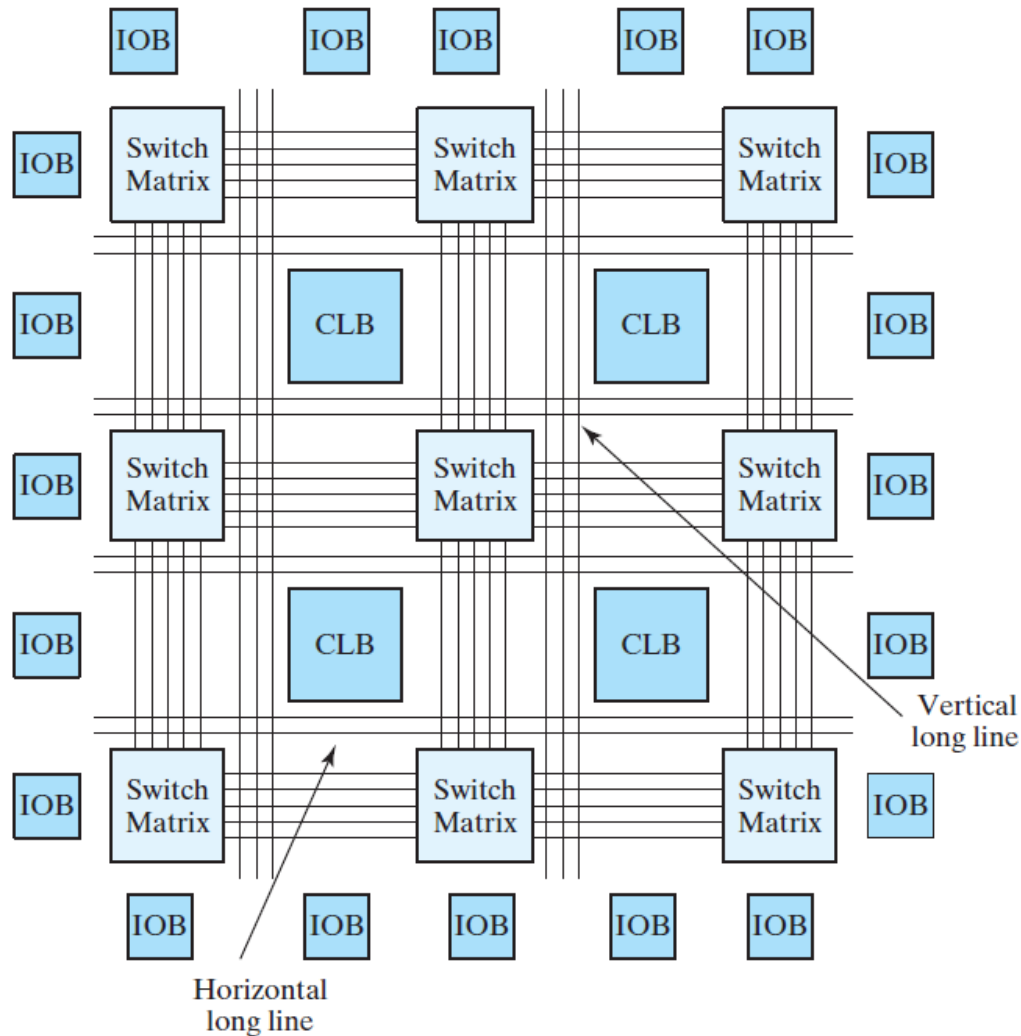 IOB IOB IOB IOB IOB
IOB Switch Matrix Switch Matrix Switch Matrix IOB
IOB CLB CLB IOB
IOB Switch Matrix Switch Matrix Switch Matrix IOB
IOB CLB CLB IOB
Vertical
long line
IOB Switch Matrix Switch Matrix Switch Matrix IOB
IOB IOB IOB IOB IOB
Horizontal
long line